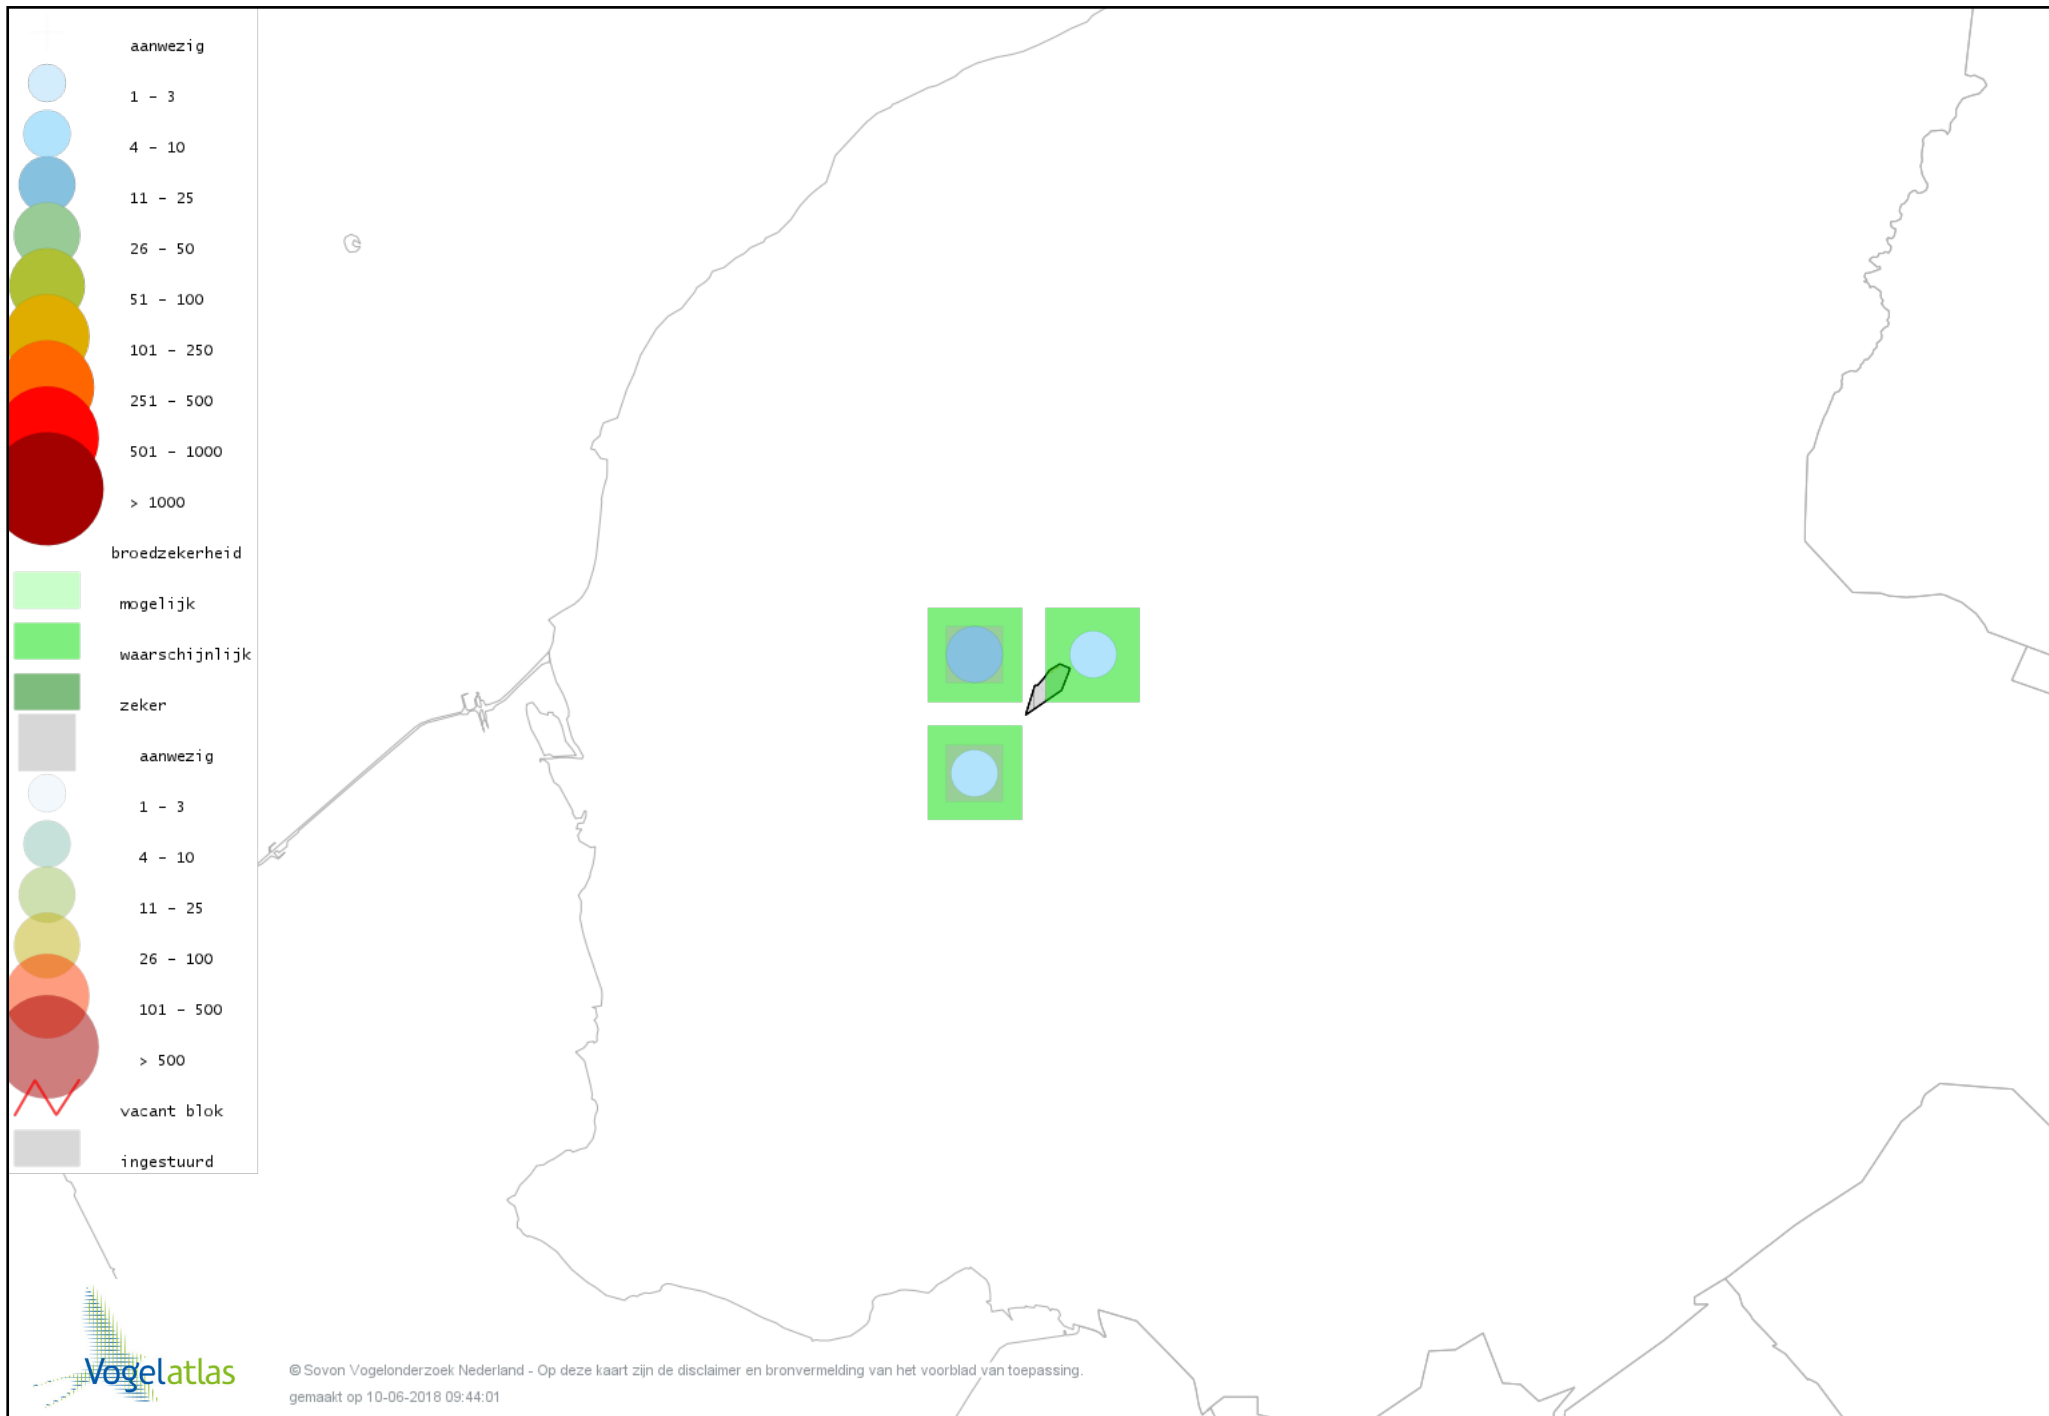 aanwezig
1 - 3
4 - 10
11 - 25
26 - 50
51 - 100
101 - 250
251 - 500
501 - 1000
> 1000
broedzekerheid
mogelijk
waarschijnlijk
zeker
aanwezig
1 - 3
4 - 10
11 - 25
26 - 100
101 - 500
> 500
vacant blok
ingestuurd
Vogelatlas
© Sovon Vogelonderzoek Nederland - Op deze kaart zijn de disclaimer en bronvermelding van het voorblad van toepassing.
gemaakt op 10-06-2018 09:44:01